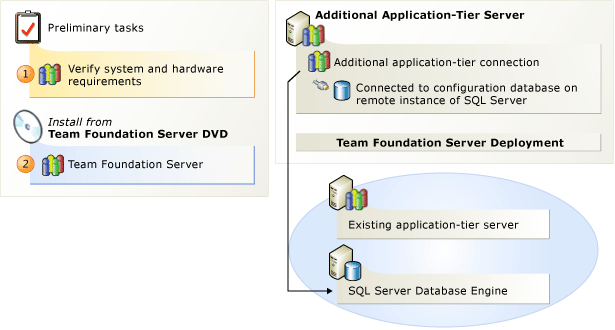 Preliminary tasks
1
Verify system and hardware
requirements
Install from
Team Foundation Server DVD
2
Team Foundation Server
Additional Application-Tier Server
Additional application-tier connection
Connected to configuration database on
remote instance of SQL Server
Team Foundation Server Deployment
Existing application-tier server
SQL Server Database Engine